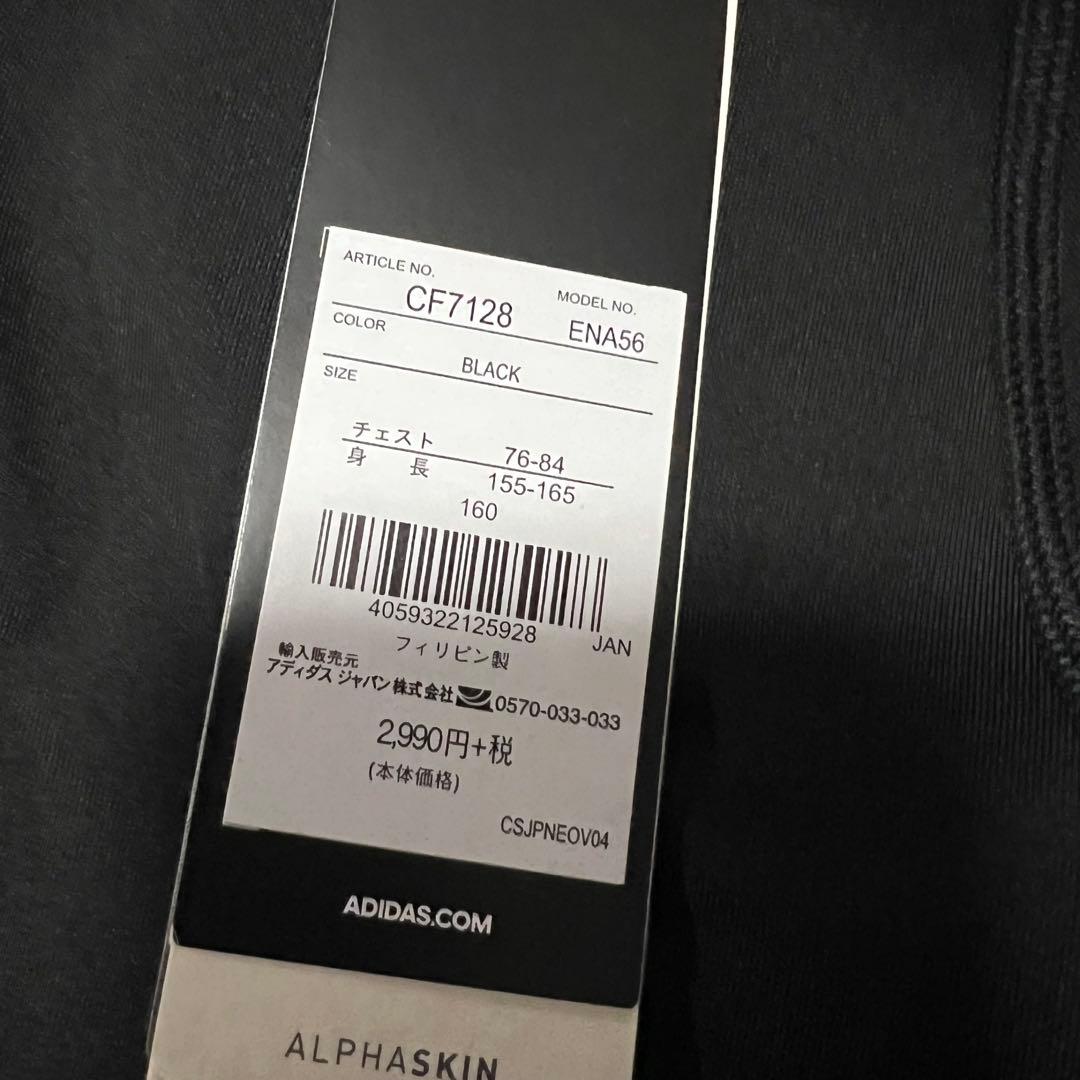 ARTICLE NO.
MODEL NO.
CF7128 ENA56
COLOR
BLACK
SIZE
チェスト 76-84
身長 155-165
160
4059322125928 JAN
フィリピン製
輸入販売元
アディダス ジャパン株式会社 0570-033-033
2,990円+税
(本体価格)
CSJPNEOV04
ADIDAS.COM
ALPHASKIN